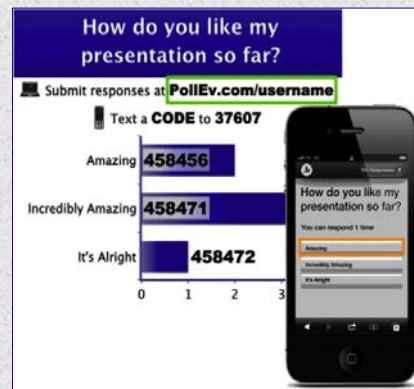 How do you like my
presentation so far?
Submit responses at PollEv.com/username
Text a CODE to 37607
Amazing 458456
Incredibly Amazing 458471
It's Alright 458472
0 1 2 3
How do you like my
presentation so far?
You can respond 1 time
Amazing
Incredibly Amazing
It's Alright